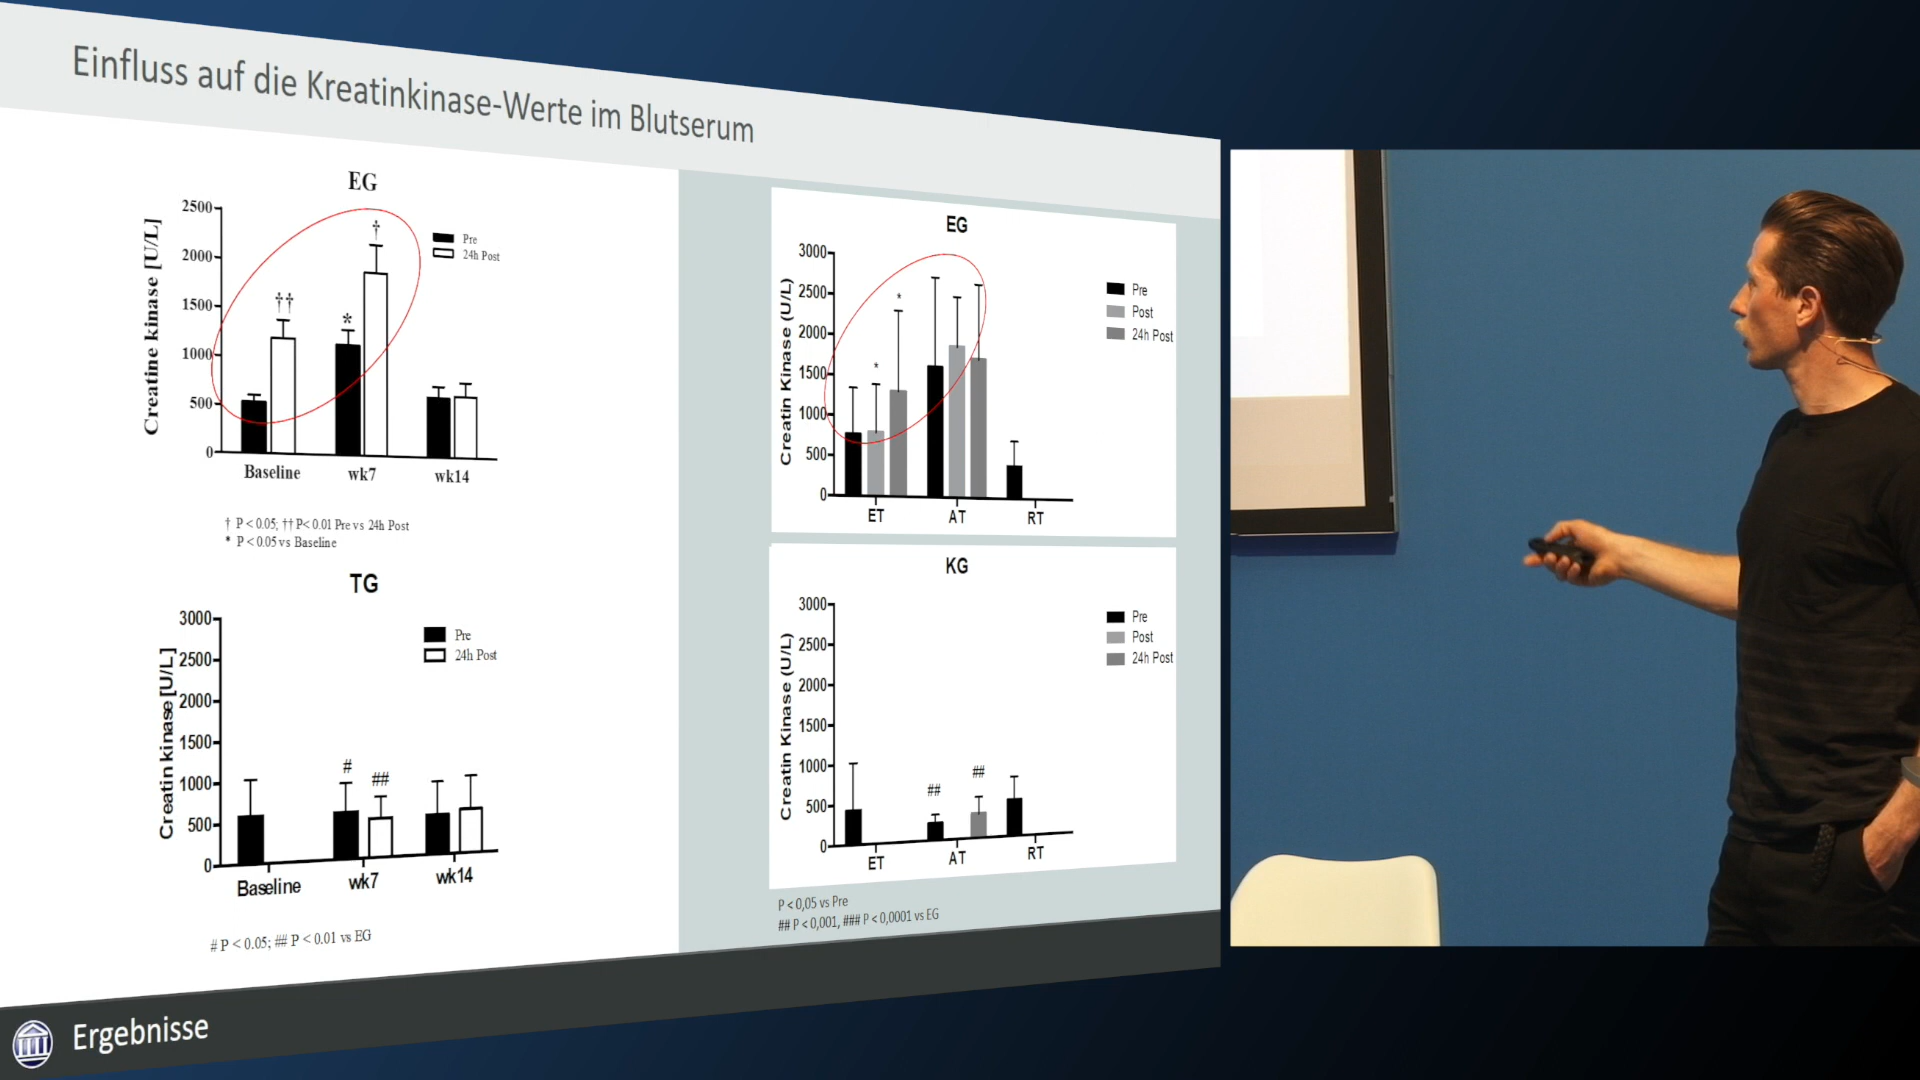 Einfluss auf die Kreatinkinase-Werte im Blutserum
EG
Creatine kinase [U/L]
2500
2000
1500
1000
500
0
††
*
†
Pre
24h Post
Baseline
wk7
wk14
† P < 0.05; †† P< 0.01 Pre vs 24h Post
* P < 0.05 vs Baseline
TG
Creatin kinase [U/L]
3000
2500
2000
1500
1000
500
0
#
##
Pre
24h Post
Baseline
wk7
wk14
# P < 0.05; ## P < 0.01 vs EG
EG
Creatin Kinase (U/L)
3000
2500
2000
1500
1000
500
0
*
*
Pre
Post
24h Post
ET
AT
RT
KG
Creatin Kinase (U/L)
3000
2500
2000
1500
1000
500
0
##
##
Pre
Post
24h Post
ET
AT
RT
P < 0,05 vs Pre
## P < 0,001, ### P < 0,0001 vs EG
Ergebnisse